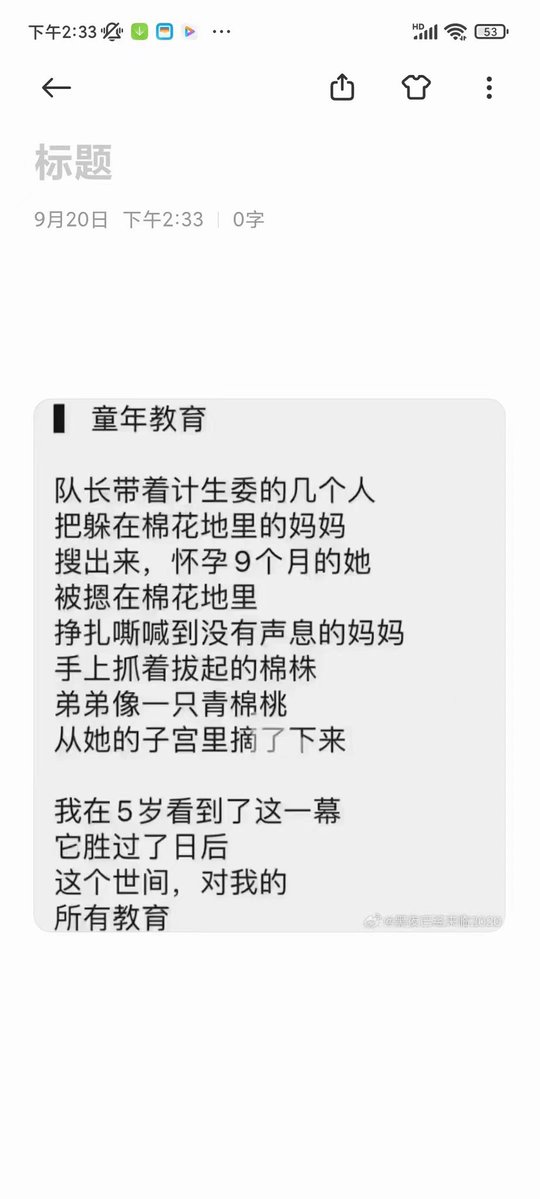 下午2:33
HD
53
标题
9月20日 下午2:33 | 0字
童年教育
队长带着计生委的几个人
把躲在棉花地里的妈妈
搜出来，怀孕9个月的她
被摁在棉花地里
挣扎嘶喊到没有声息的妈妈
手上抓着拔起的棉株
弟弟像一只青棉桃
从她的子宫里摘了下来
我在5岁看到了这一幕
它胜过了日后
这个世间，对我的
所有教育